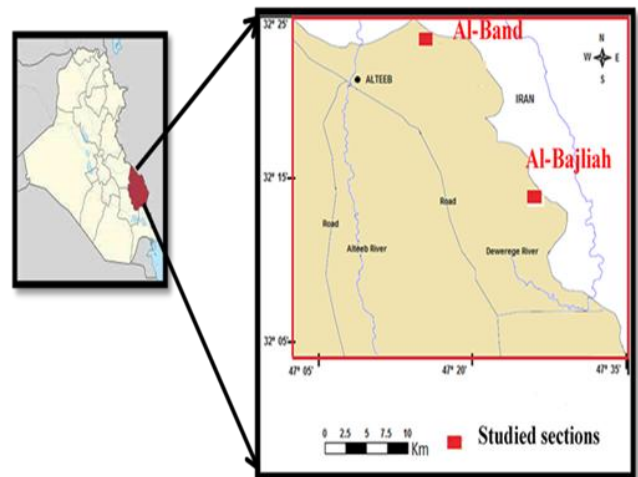 32° 25'
Al-Band
N
W E
S
ALTEEB
IRAN
Al-Bajliah
32° 15'
Road
Road
Alteeb River
Dewerege River
32° 05'
47° 05'
47° 20'
47° 35'
0 2.5 5 7.5 10
Km
Studied sections